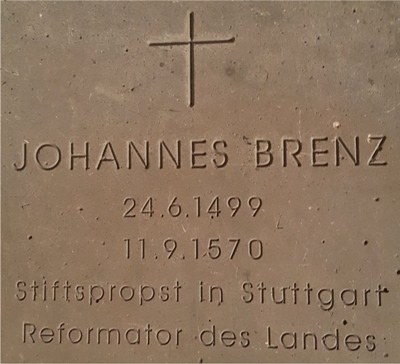 JOHANNES BRENZ
24.6.1499
11.9.1570
Stiftspropst in Stuttgart
Reformator des Landes